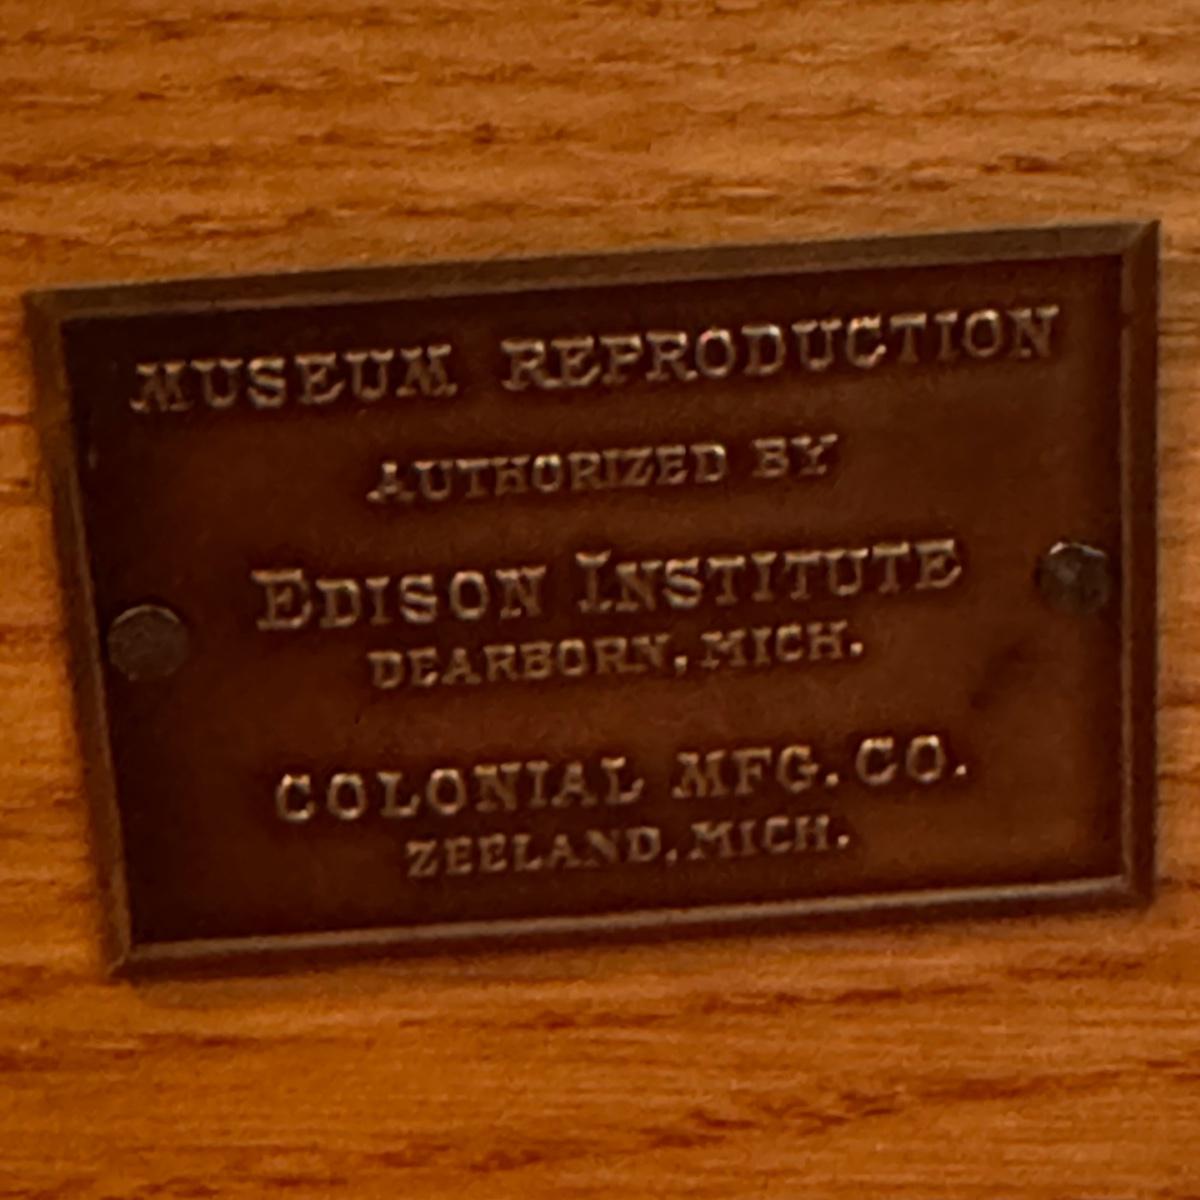 MUSEUM REPRODUCTION
AUTHORIZED BY
EDISON INSTITUTE
DEARBORN, MICH.
COLONIAL MFG. CO.
ZEELAND, MICH.